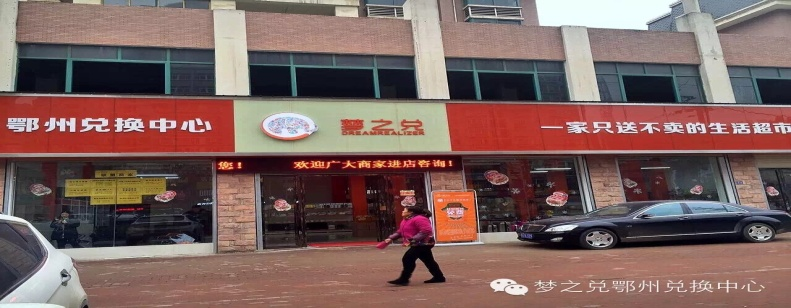 鄂州兑换中心
梦之兑
DREAMREALIZER
一家只送不卖的生活超市
您! 欢迎广大商家进店咨询!
梦之兑鄂州兑换中心